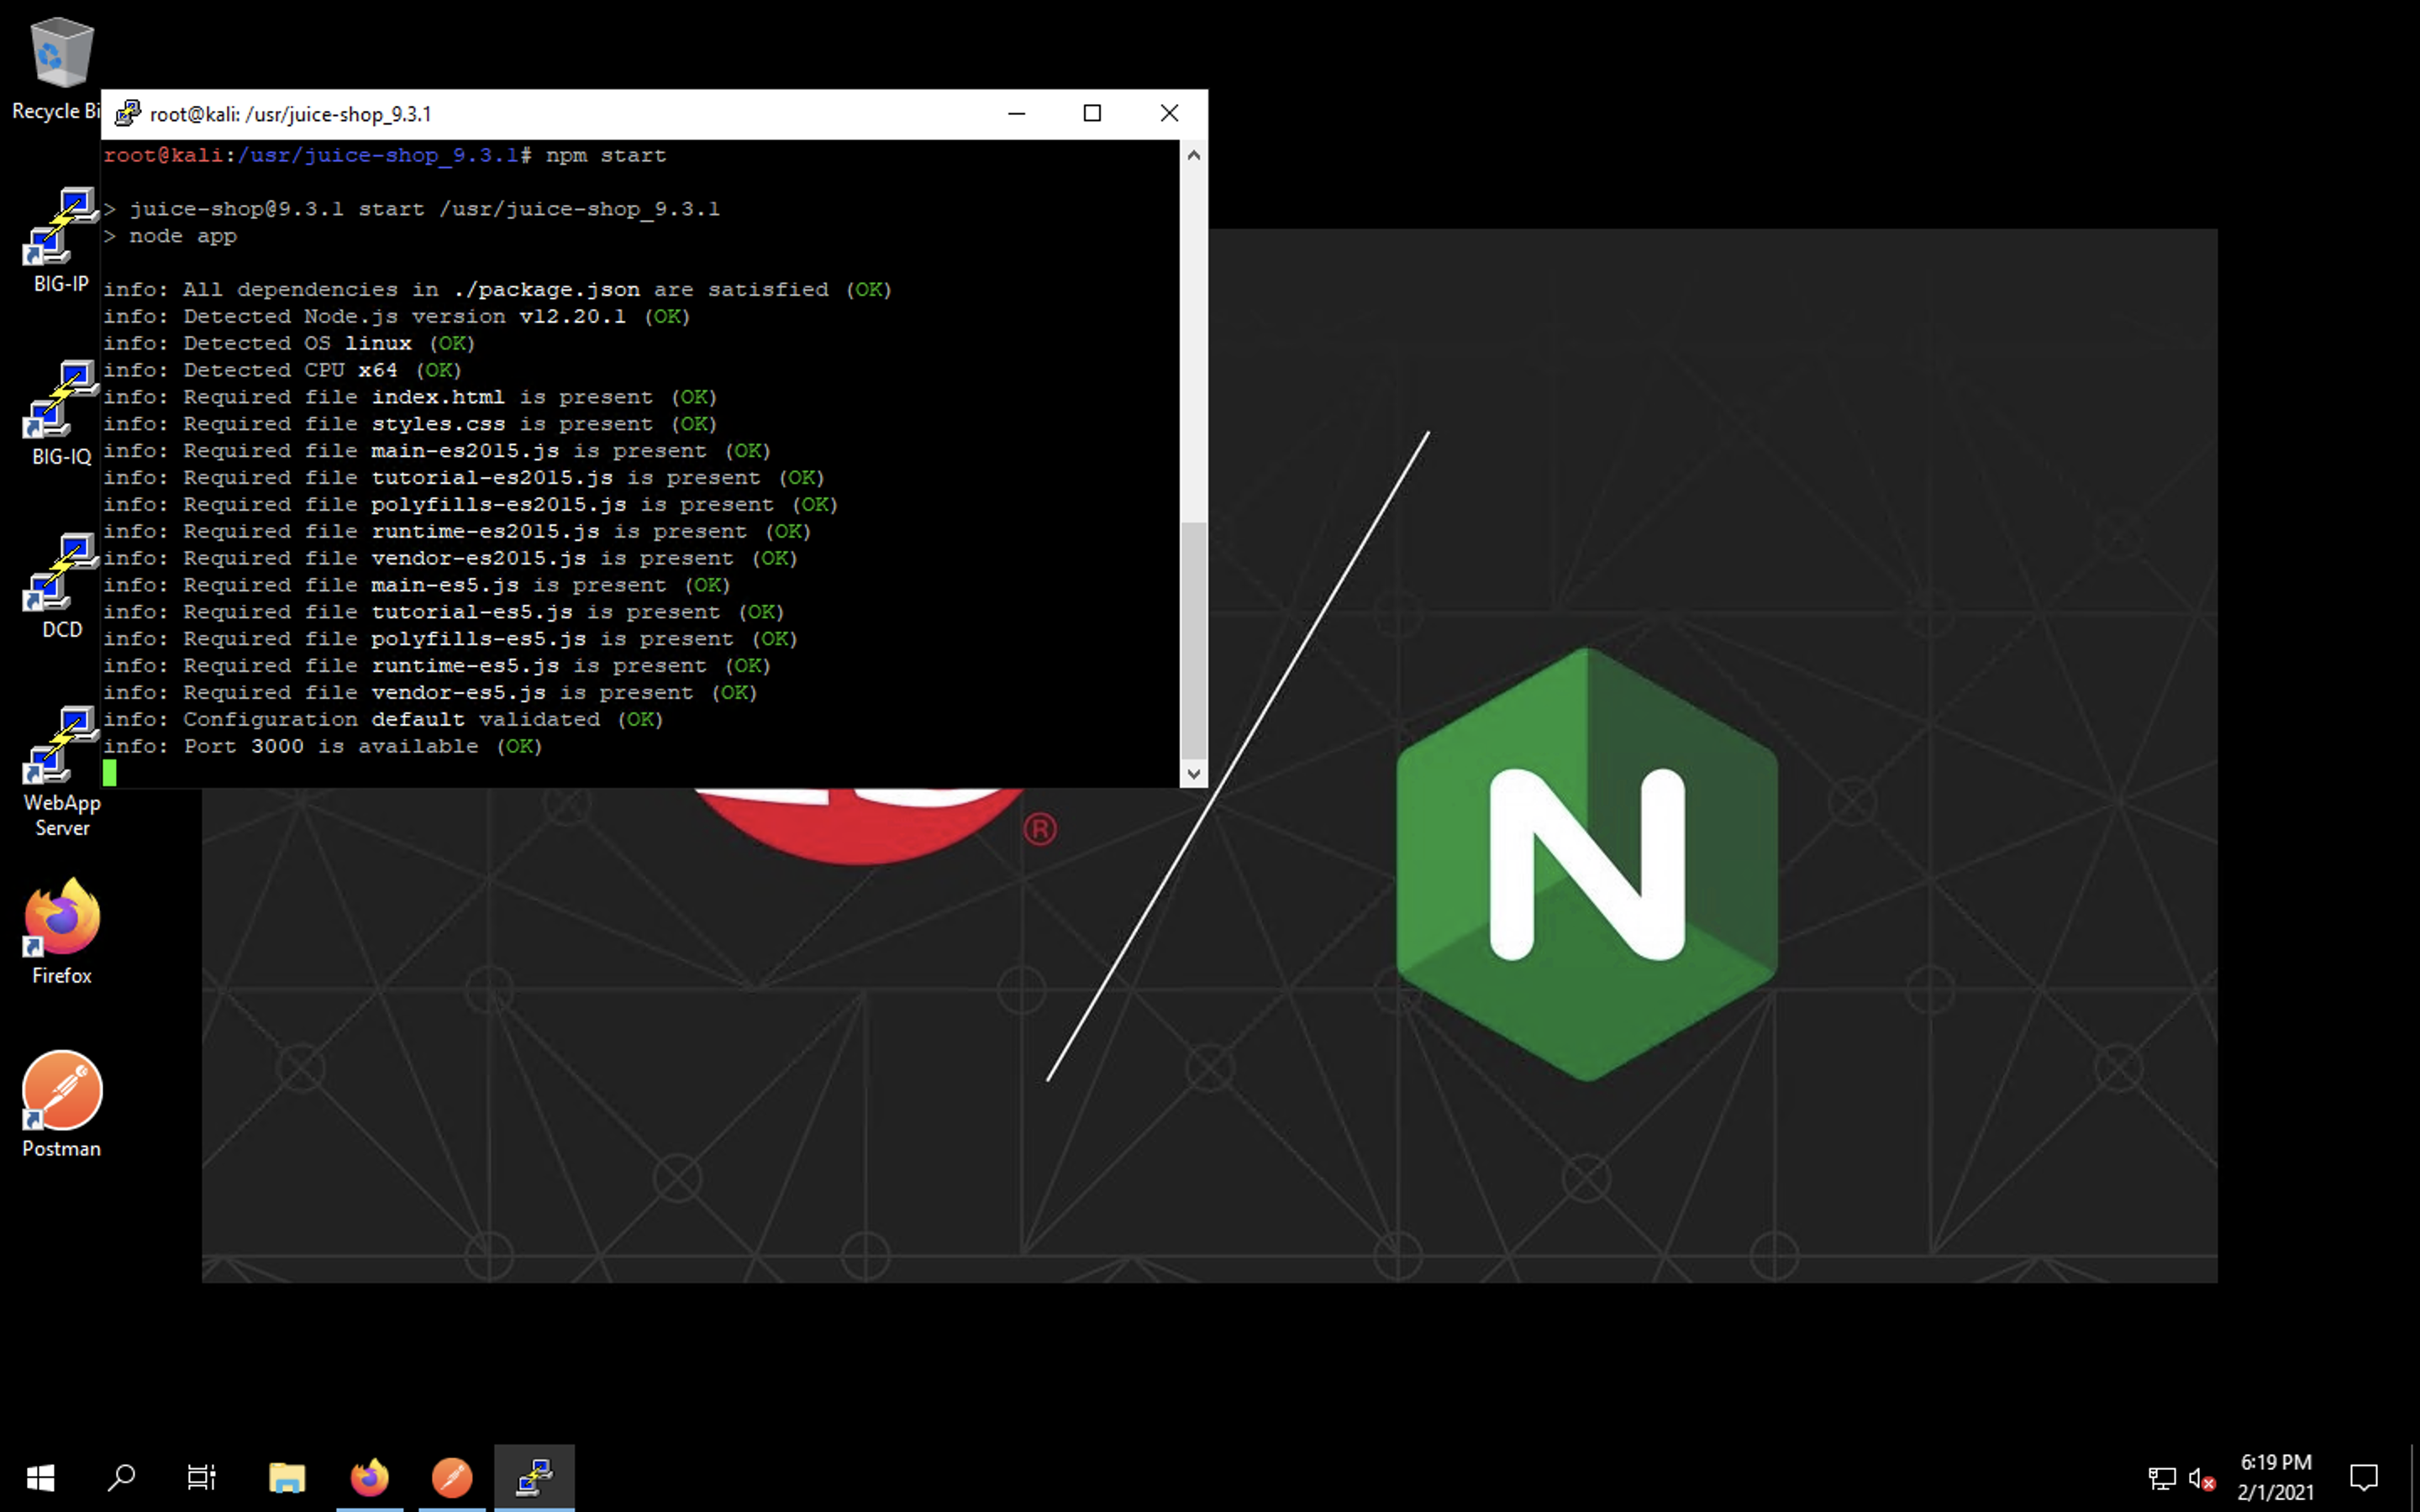 Recycle Bi
BIG-IP
BIG-IQ
DCD
WebApp
Server
Firefox
Postman
root@kali: /usr/juice-shop_9.3.1
root@kali:/usr/juice-shop_9.3.1# npm start
> juice-shop@9.3.1 start /usr/juice-shop_9.3.1
> node app
info: All dependencies in ./package.json are satisfied (OK)
info: Detected Node.js version v12.20.1 (OK)
info: Detected OS linux (OK)
info: Detected CPU x64 (OK)
info: Required file index.html is present (OK)
info: Required file styles.css is present (OK)
info: Required file main-es2015.js is present (OK)
info: Required file tutorial-es2015.js is present (OK)
info: Required file polyfills-es2015.js is present (OK)
info: Required file runtime-es2015.js is present (OK)
info: Required file vendor-es2015.js is present (OK)
info: Required file main-es5.js is present (OK)
info: Required file tutorial-es5.js is present (OK)
info: Required file polyfills-es5.js is present (OK)
info: Required file runtime-es5.js is present (OK)
info: Required file vendor-es5.js is present (OK)
info: Configuration default validated (OK)
info: Port 3000 is available (OK)
®
N
6:19 PM
2/1/2021